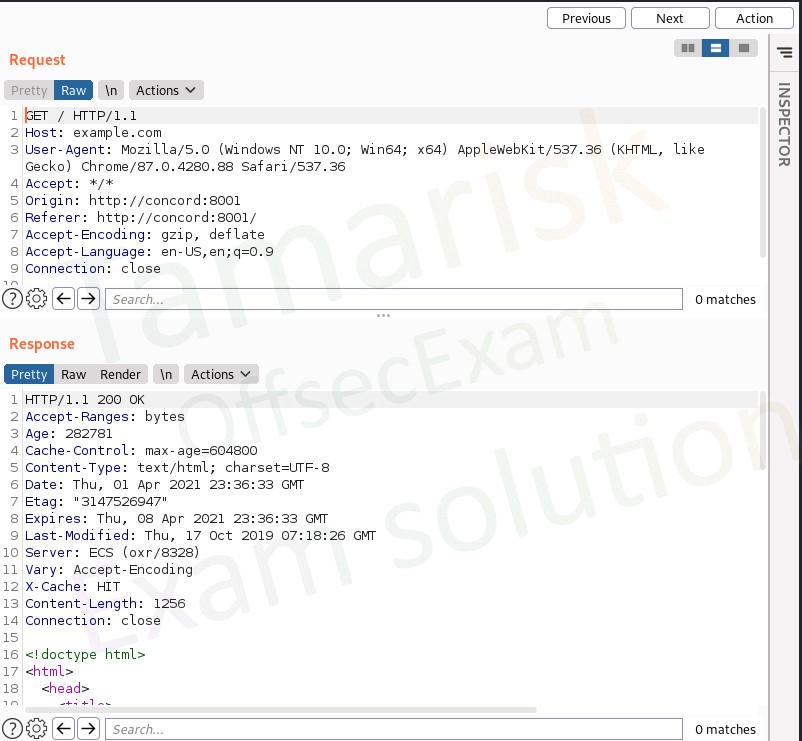 Previous Next Action
Request
Pretty Raw \n Actions
INSPECTOR
1 GET / HTTP/1.1
2 Host: example.com
3 User-Agent: Mozilla/5.0 (Windows NT 10.0; Win64; x64) AppleWebKit/537.36 (KHTML, like
Gecko) Chrome/87.0.4280.88 Safari/537.36
4 Accept: */*
5 Origin: http://concord:8001
6 Referer: http://concord:8001/
7 Accept-Encoding: gzip, deflate
8 Accept-Language: en-US,en;q=0.9
9 Connection: close
10
Search... 0 matches
Response
Pretty Raw Render \n Actions
1 HTTP/1.1 200 OK
2 Accept-Ranges: bytes
3 Age: 282781
4 Cache-Control: max-age=604800
5 Content-Type: text/html; charset=UTF-8
6 Date: Thu, 01 Apr 2021 23:36:33 GMT
7 Etag: "3147526947"
8 Expires: Thu, 08 Apr 2021 23:36:33 GMT
9 Last-Modified: Thu, 17 Oct 2019 07:18:26 GMT
10 Server: ECS (oxr/8328)
11 Vary: Accept-Encoding
12 X-Cache: HIT
13 Content-Length: 1256
14 Connection: close
15
16 <!doctype html>
17 <html>
18 <head>
19 <title>
Search... 0 matches
Tamarisk
OffsecExam
Exam solution